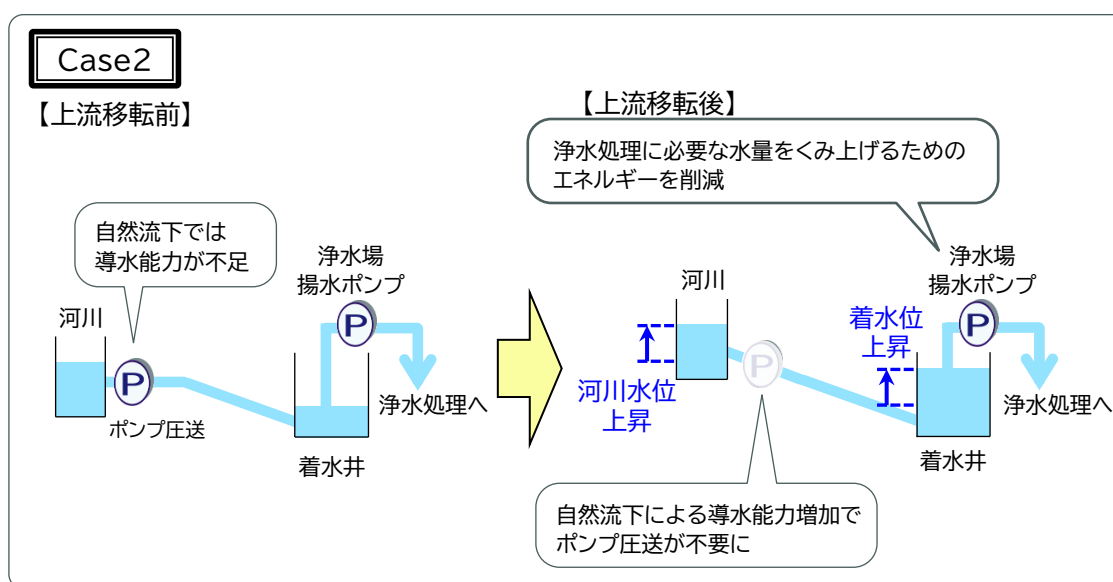 Case2
【上流移転前】
自然流下では
導水能力が不足
河川
P
ポンプ圧送
浄水場
揚水ポンプ
P
浄水処理へ
着水井
【上流移転後】
浄水処理に必要な水量をくみ上げるための
エネルギーを削減
河川
河川水位
上昇
P
自然流下による導水能力増加で
ポンプ圧送が不要に
浄水場
揚水ポンプ
P
着水位
上昇
浄水処理へ
着水井